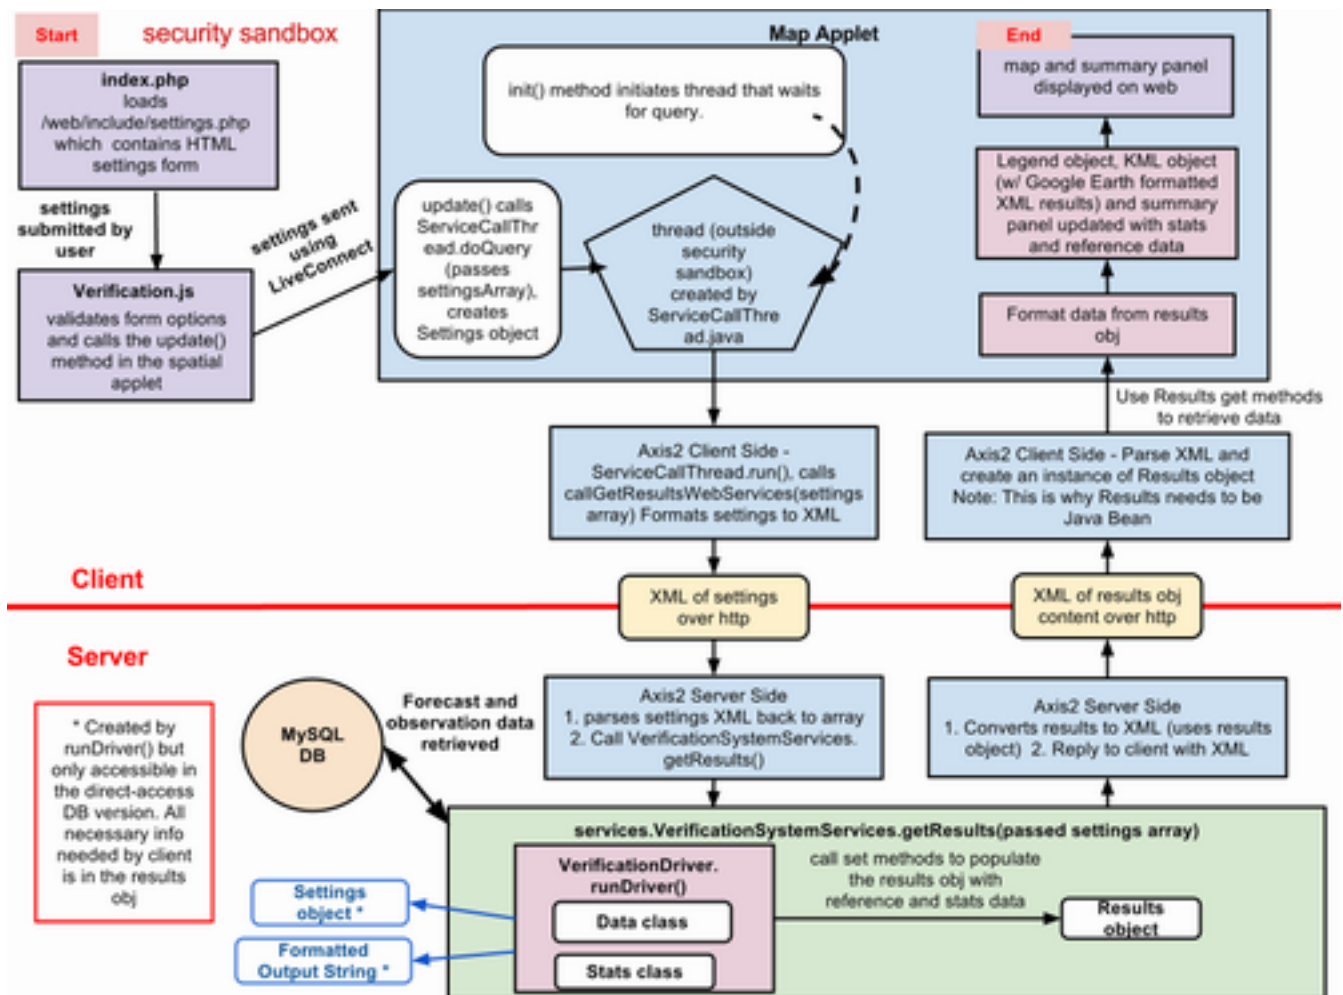 Start
security sandbox
index.php
loads
/web/include/settings.php
which contains HTML
settings form
settings
submitted by
user
Verification.js
validates form options
and calls the update()
method in the spatial
applet
settings sent
using
LiveConnect
Map Applet
init() method initiates thread that waits
for query.
update() calls
ServiceCallThr
ead.doQuery
(passes
settingsArray),
creates
Settings object
thread (outside
security
sandbox)
created by
ServiceCallThre
ad.java
End
map and summary panel
displayed on web
Legend object, KML object
(w/ Google Earth formatted
XML results) and summary
panel updated with stats
and reference data
Format data from results
obj
Use Results get methods
to retrieve data
Axis2 Client Side -
ServiceCallThread.run(), calls
callGetResultsWebServices(settings
array) Formats settings to XML
Axis2 Client Side - Parse XML and
create an instance of Results object
Note: This is why Results needs to be
Java Bean
Client
XML of settings
over http
XML of results obj
content over http
Server
* Created by
runDriver() but
only accessible in
the direct-access
DB version. All
necessary info
needed by client
is in the results
obj
MySQL
DB
Forecast and
observation data
retrieved
Axis2 Server Side
1. parses settings XML back to array
2. Call VerificationSystemServices.
getResults()
Axis2 Server Side
1. Converts results to XML (uses results
object) 2. Reply to client with XML
services.VerificationSystemServices.getResults(passed settings array)
VerificationDriver.
runDriver()
Data class
Stats class
call set methods to populate
the results obj with
reference and stats data
Results
object
Settings
object *
Formatted
Output String *